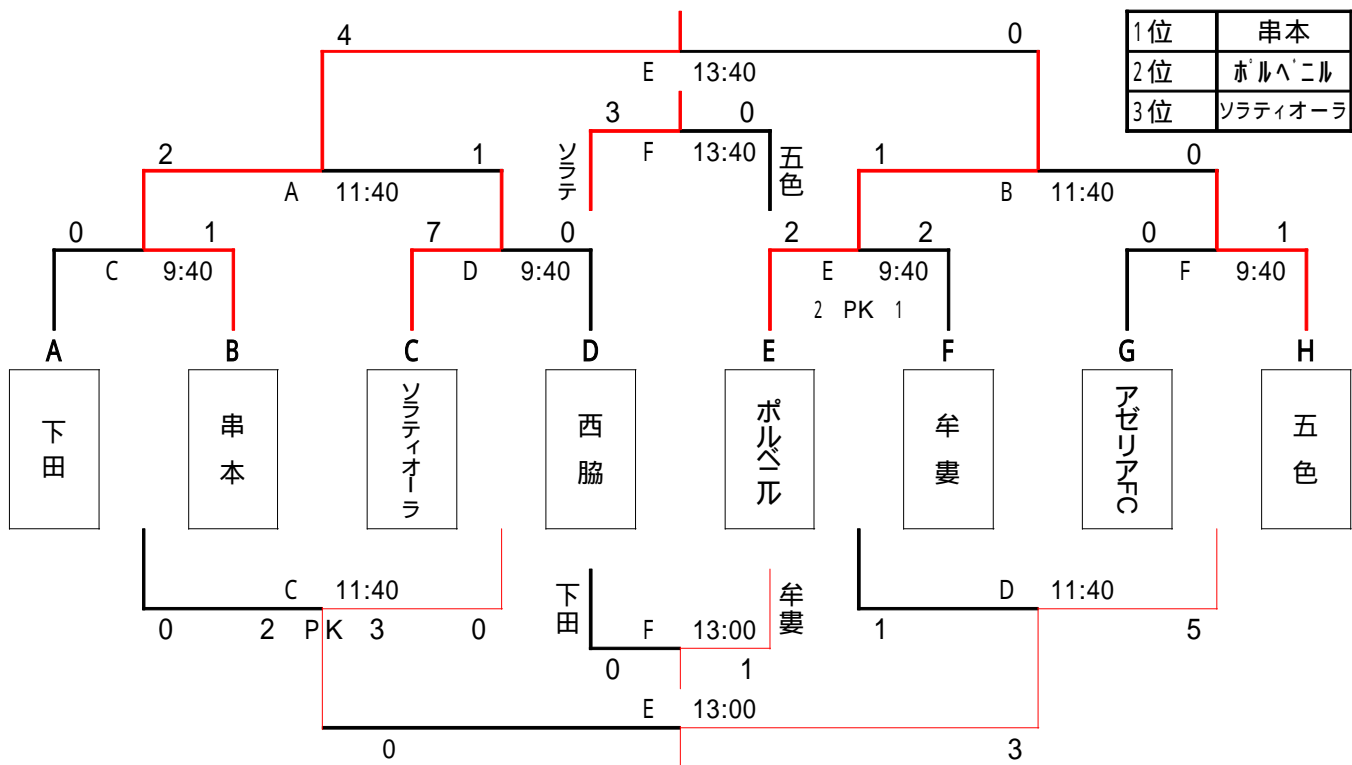 4 0
E 13:40
1位 串本
2位 ボルベニル
3位 ソラティオーラ
3 0
F 13:40
ソラテ
五色
2 1
A 11:40
1 0
B 11:40
0 1
C 9:40
7 0
D 9:40
2 2
E 9:40
2 PK 1
0 1
F 9:40
A B C D E F G H
下田
串本
ソラティオーラ
西脇
ポルベニル
牟婁
アゼリアFC
五色
C 11:40
0 2 PK 3 0
下田
牟婁
F 13:00
0 1
D 11:40
1 5
E 13:00
0 3